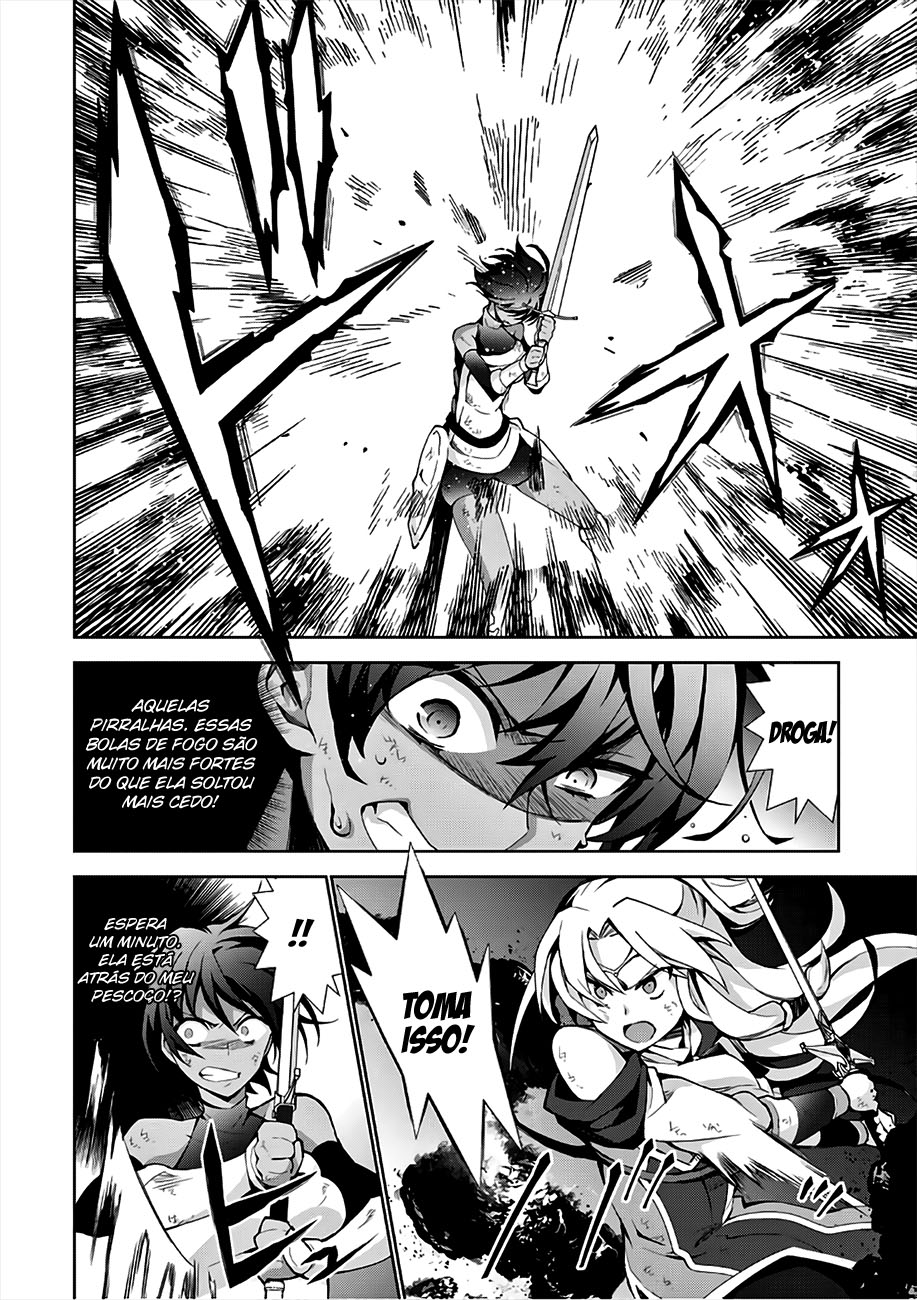 DROGA!
AQUELAS
PIRRALHAS. ESSAS
BOLAS DE FOGO SÃO
MUITO MAIS FORTES
DO QUE ELA SOLTOU
MAIS CEDO!
TOMA
ISSO!
!!
ESPERA
UM MINUTO.
ELA ESTÁ
ATRÁS DO MEU
PESCOÇO!?